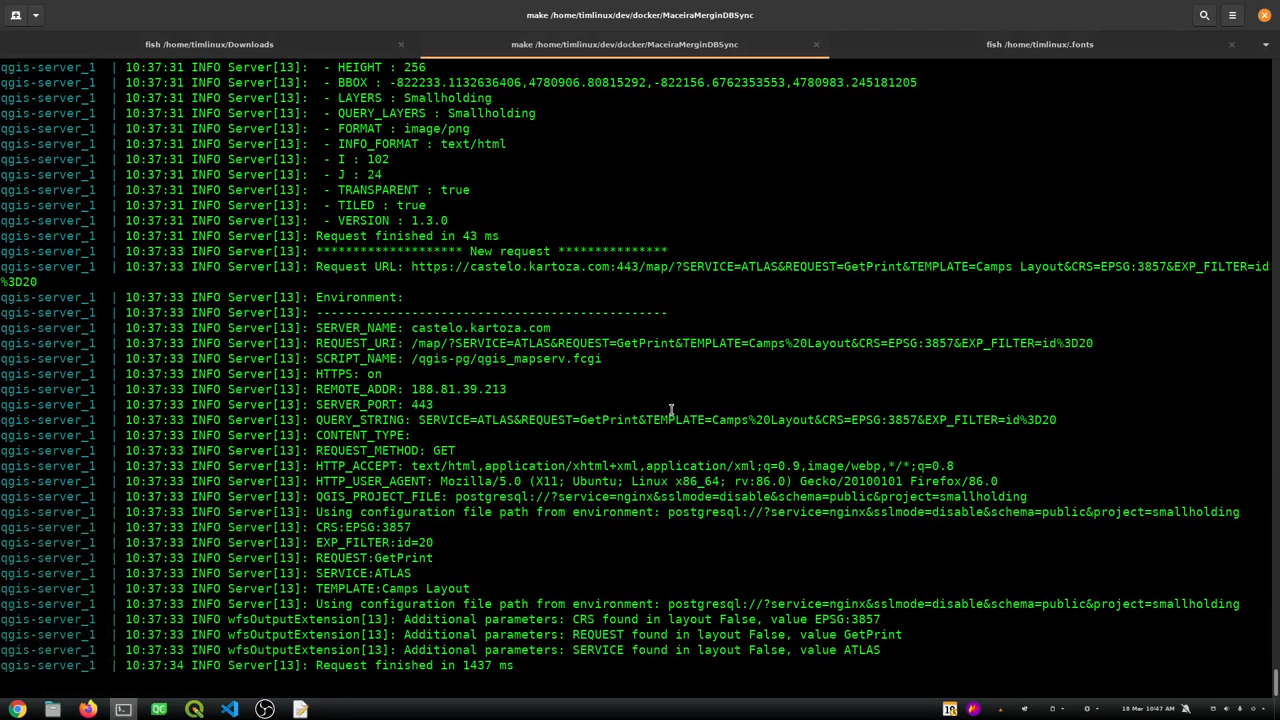 make /home/timlinux/dev/docker/MaceiraMerginDBSync
fish /home/timlinux/Downloads
make /home/timlinux/dev/docker/MaceiraMerginDBSync
fish /home/timlinux/.fonts
qgis-server_1 | 10:37:31 INFO Server[13]: - HEIGHT : 256
qgis-server_1 | 10:37:31 INFO Server[13]: - BBOX : -822233.1132636406,4780906.80815292,-822156.6762353553,4780983.245181205
qgis-server_1 | 10:37:31 INFO Server[13]: - LAYERS : Smallholding
qgis-server_1 | 10:37:31 INFO Server[13]: - QUERY_LAYERS : Smallholding
qgis-server_1 | 10:37:31 INFO Server[13]: - FORMAT : image/png
qgis-server_1 | 10:37:31 INFO Server[13]: - INFO_FORMAT : text/html
qgis-server_1 | 10:37:31 INFO Server[13]: - I : 102
qgis-server_1 | 10:37:31 INFO Server[13]: - J : 24
qgis-server_1 | 10:37:31 INFO Server[13]: - TRANSPARENT : true
qgis-server_1 | 10:37:31 INFO Server[13]: - TILED : true
qgis-server_1 | 10:37:31 INFO Server[13]: - VERSION : 1.3.0
qgis-server_1 | 10:37:31 INFO Server[13]: Request finished in 43 ms
qgis-server_1 | 10:37:33 INFO Server[13]: ******************** New request ***************
qgis-server_1 | 10:37:33 INFO Server[13]: Request URL: https://castelo.kartoza.com:443/map/?SERVICE=ATLAS&REQUEST=GetPrint&TEMPLATE=Camps Layout&CRS=EPSG:3857&EXP_FILTER=id
%3D20
qgis-server_1 | 10:37:33 INFO Server[13]: Environment:
qgis-server_1 | 10:37:33 INFO Server[13]: ------------------------------------------------
qgis-server_1 | 10:37:33 INFO Server[13]: SERVER_NAME: castelo.kartoza.com
qgis-server_1 | 10:37:33 INFO Server[13]: REQUEST_URI: /map/?SERVICE=ATLAS&REQUEST=GetPrint&TEMPLATE=Camps%20Layout&CRS=EPSG:3857&EXP_FILTER=id%3D20
qgis-server_1 | 10:37:33 INFO Server[13]: SCRIPT_NAME: /qgis-pg/qgis_mapserv.fcgi
qgis-server_1 | 10:37:33 INFO Server[13]: HTTPS: on
qgis-server_1 | 10:37:33 INFO Server[13]: REMOTE_ADDR: 188.81.39.213
qgis-server_1 | 10:37:33 INFO Server[13]: SERVER_PORT: 443
qgis-server_1 | 10:37:33 INFO Server[13]: QUERY_STRING: SERVICE=ATLAS&REQUEST=GetPrint&TEMPLATE=Camps%20Layout&CRS=EPSG:3857&EXP_FILTER=id%3D20
qgis-server_1 | 10:37:33 INFO Server[13]: CONTENT_TYPE:
qgis-server_1 | 10:37:33 INFO Server[13]: REQUEST_METHOD: GET
qgis-server_1 | 10:37:33 INFO Server[13]: HTTP_ACCEPT: text/html,application/xhtml+xml,application/xml;q=0.9,image/webp,*/*;q=0.8
qgis-server_1 | 10:37:33 INFO Server[13]: HTTP_USER_AGENT: Mozilla/5.0 (X11; Ubuntu; Linux x86_64; rv:86.0) Gecko/20100101 Firefox/86.0
qgis-server_1 | 10:37:33 INFO Server[13]: QGIS_PROJECT_FILE: postgresql://?service=nginx&sslmode=disable&schema=public&project=smallholding
qgis-server_1 | 10:37:33 INFO Server[13]: Using configuration file path from environment: postgresql://?service=nginx&sslmode=disable&schema=public&project=smallholding
qgis-server_1 | 10:37:33 INFO Server[13]: CRS:EPSG:3857
qgis-server_1 | 10:37:33 INFO Server[13]: EXP_FILTER:id=20
qgis-server_1 | 10:37:33 INFO Server[13]: REQUEST:GetPrint
qgis-server_1 | 10:37:33 INFO Server[13]: SERVICE:ATLAS
qgis-server_1 | 10:37:33 INFO Server[13]: TEMPLATE:Camps Layout
qgis-server_1 | 10:37:33 INFO Server[13]: Using configuration file path from environment: postgresql://?service=nginx&sslmode=disable&schema=public&project=smallholding
qgis-server_1 | 10:37:33 INFO wfsOutputExtension[13]: Additional parameters: CRS found in layout False, value EPSG:3857
qgis-server_1 | 10:37:33 INFO wfsOutputExtension[13]: Additional parameters: REQUEST found in layout False, value GetPrint
qgis-server_1 | 10:37:33 INFO wfsOutputExtension[13]: Additional parameters: SERVICE found in layout False, value ATLAS
qgis-server_1 | 10:37:34 INFO Server[13]: Request finished in 1437 ms
QC
18 Mar 10:47 AM